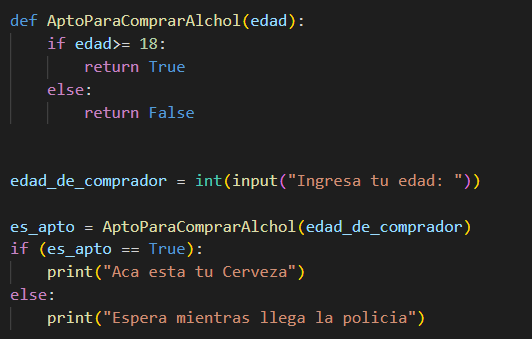 def AptoParaComprarAlchol(edad):
    if edad>= 18:
        return True
    else:
        return False
edad_de_comprador = int(input("Ingresa tu edad: "))
es_apto = AptoParaComprarAlchol(edad_de_comprador)
if (es_apto == True):
    print("Aca esta tu Cerveza")
else:
    print("Espera mientras llega la policia")